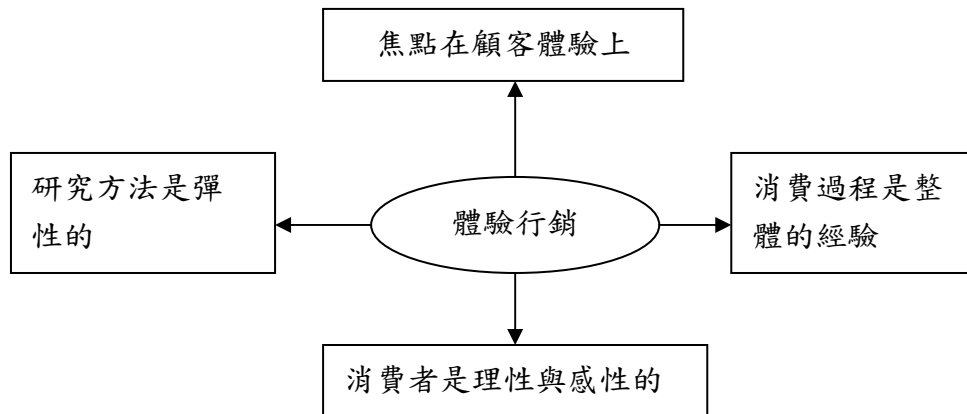 焦點在顧客體驗上
研究方法是彈
性的
體驗行銷
消費過程是整
體的經驗
消費者是理性與感性的